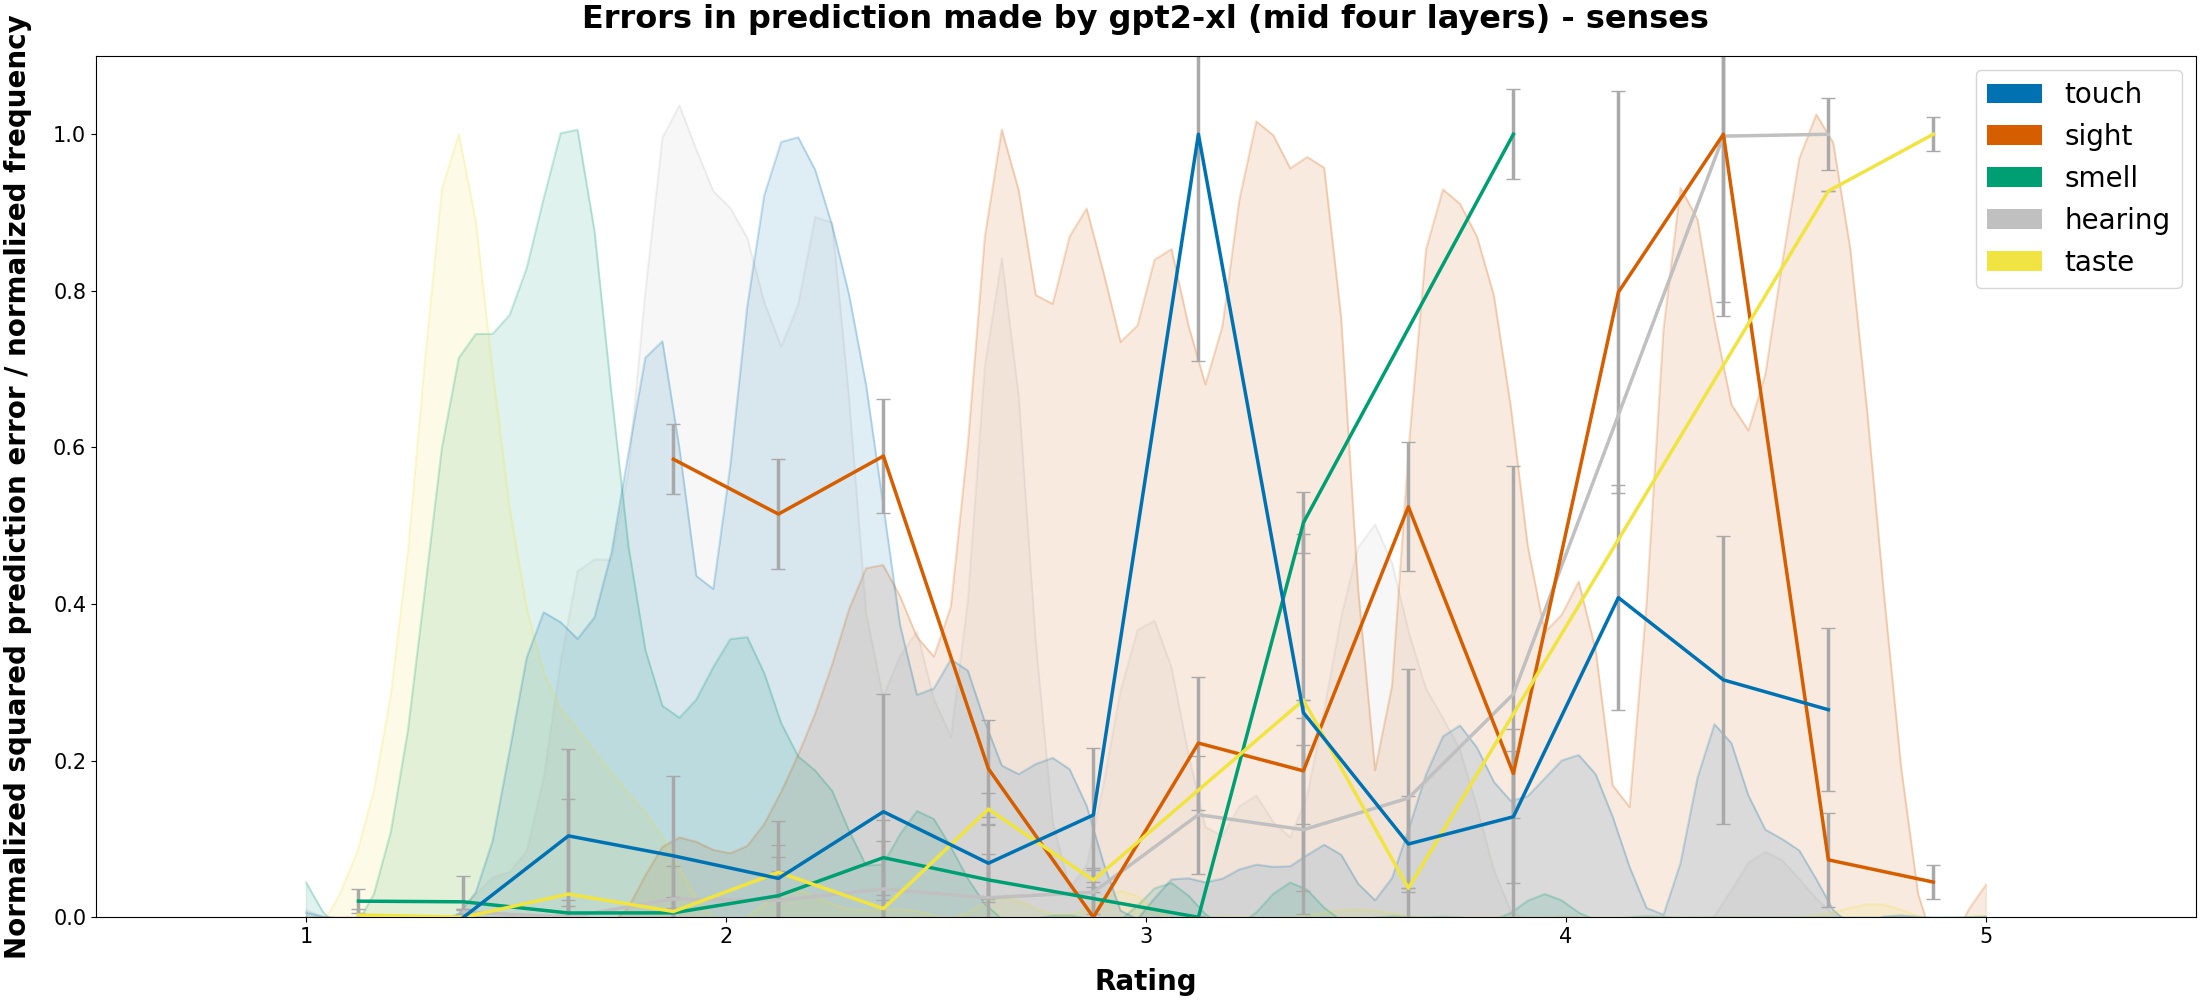 Errors in prediction made by gpt2-xl (mid four layers) - senses
Normalized squared prediction error / normalized frequency
1.0
0.8
0.6
0.4
0.2
0.0
touch
sight
smell
hearing
taste
1 2 3 4 5
Rating